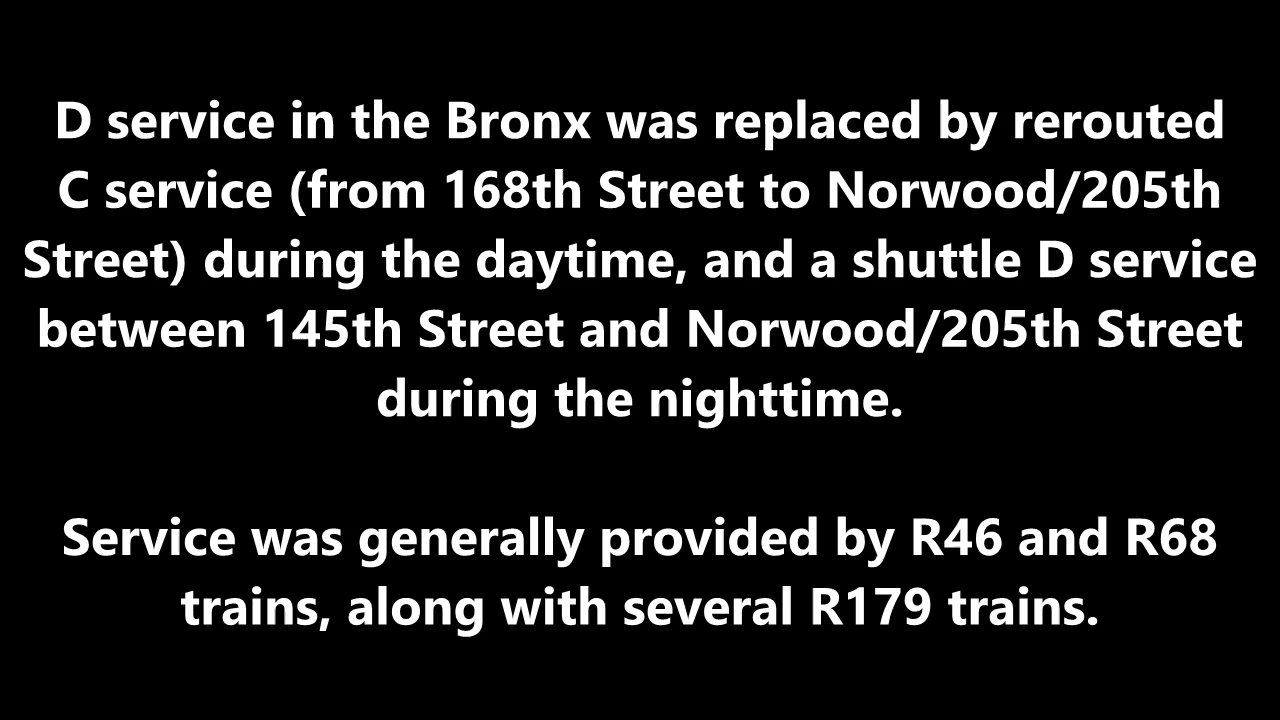 D service in the Bronx was replaced by rerouted
C service (from 168th Street to Norwood/205th
Street) during the daytime, and a shuttle D service
between 145th Street and Norwood/205th Street
during the nighttime.
Service was generally provided by R46 and R68
trains, along with several R179 trains.